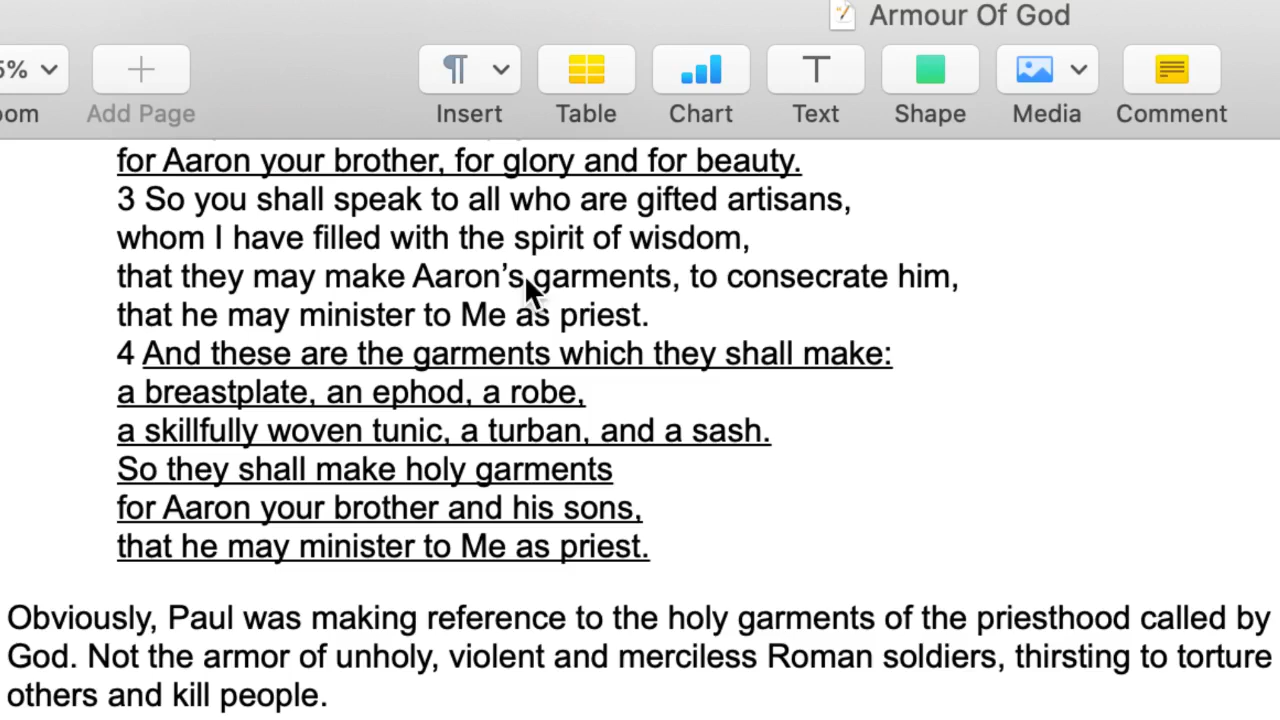 Armour Of God
5%
oom
Add Page
Insert
Table
Chart
Text
Shape
Media
Comment
for Aaron your brother, for glory and for beauty.
3 So you shall speak to all who are gifted artisans,
whom I have filled with the spirit of wisdom,
that they may make Aaron’s garments, to consecrate him,
that he may minister to Me as priest.
4 And these are the garments which they shall make:
a breastplate, an ephod, a robe,
a skillfully woven tunic, a turban, and a sash.
So they shall make holy garments
for Aaron your brother and his sons,
that he may minister to Me as priest.
Obviously, Paul was making reference to the holy garments of the priesthood called by
God. Not the armor of unholy, violent and merciless Roman soldiers, thirsting to torture
others and kill people.